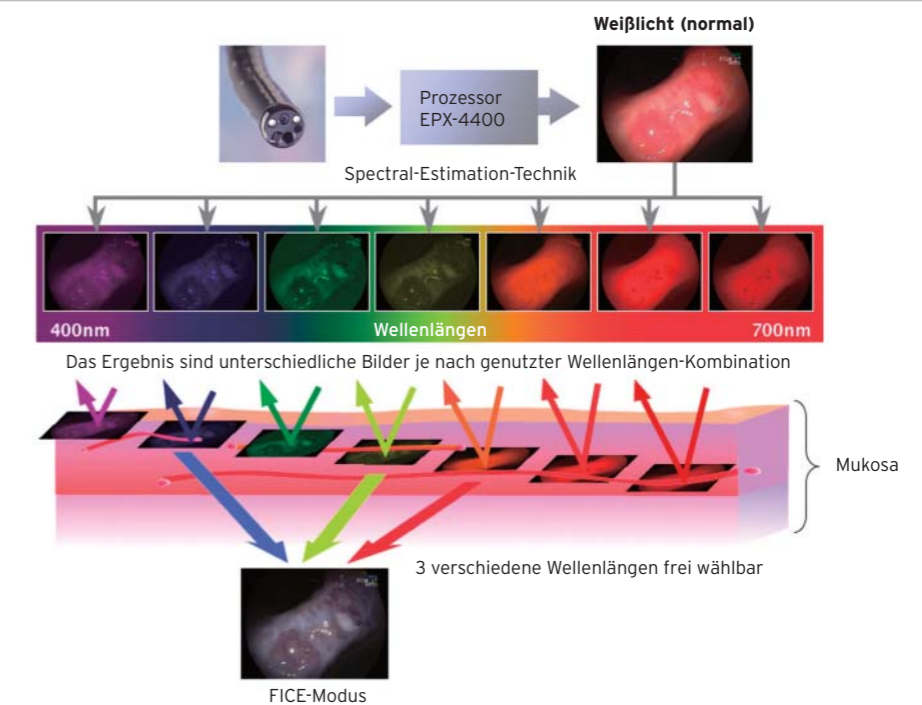 Weißlicht (normal)
Prozessor
EPX-4400
Spectral-Estimation-Technik
400nm
Wellenlängen
700nm
Das Ergebnis sind unterschiedliche Bilder je nach genutzter Wellenlängen-Kombination
Mukosa
3 verschiedene Wellenlängen frei wählbar
FICE-Modus